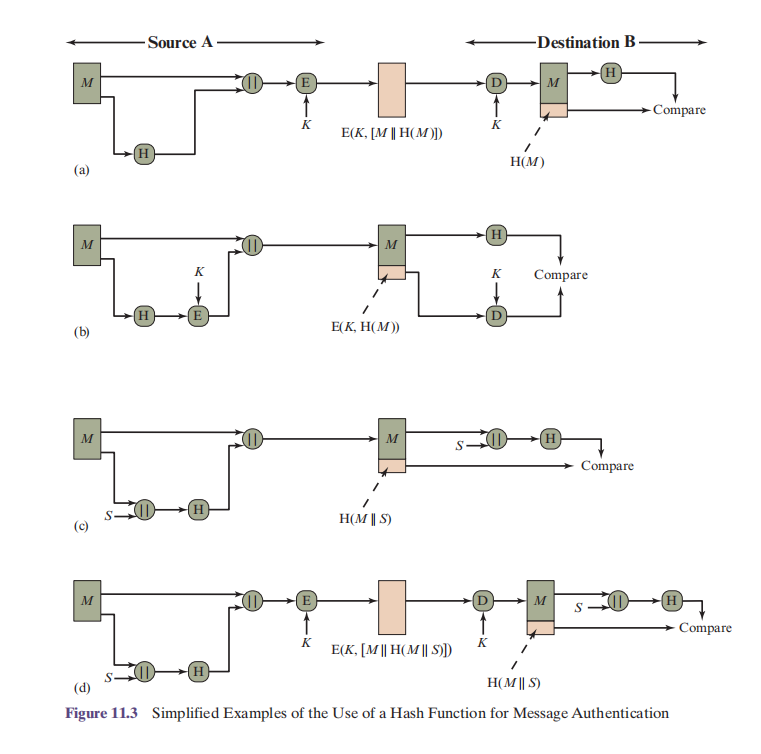 Source A
Destination B
M
||
E
D
M
H
K
E(K, [M || H(M)])
K
Compare
H
H(M)
(a)
M
||
M
H
K
K
Compare
H
E
D
E(K, H(M))
(b)
M
||
M
S
||
H
Compare
S
||
H
H(M || S)
(c)
M
||
E
D
M
S
||
H
K
E(K, [M || H(M || S)])
K
Compare
S
||
H
H(M || S)
(d)
Figure 11.3 Simplified Examples of the Use of a Hash Function for Message Authentication